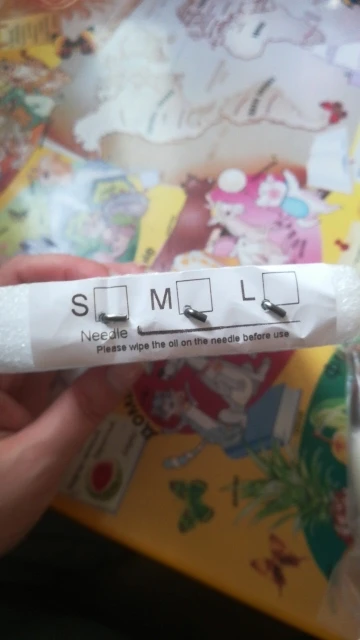 S M L
Needle
Please wipe the oil on the needle before use